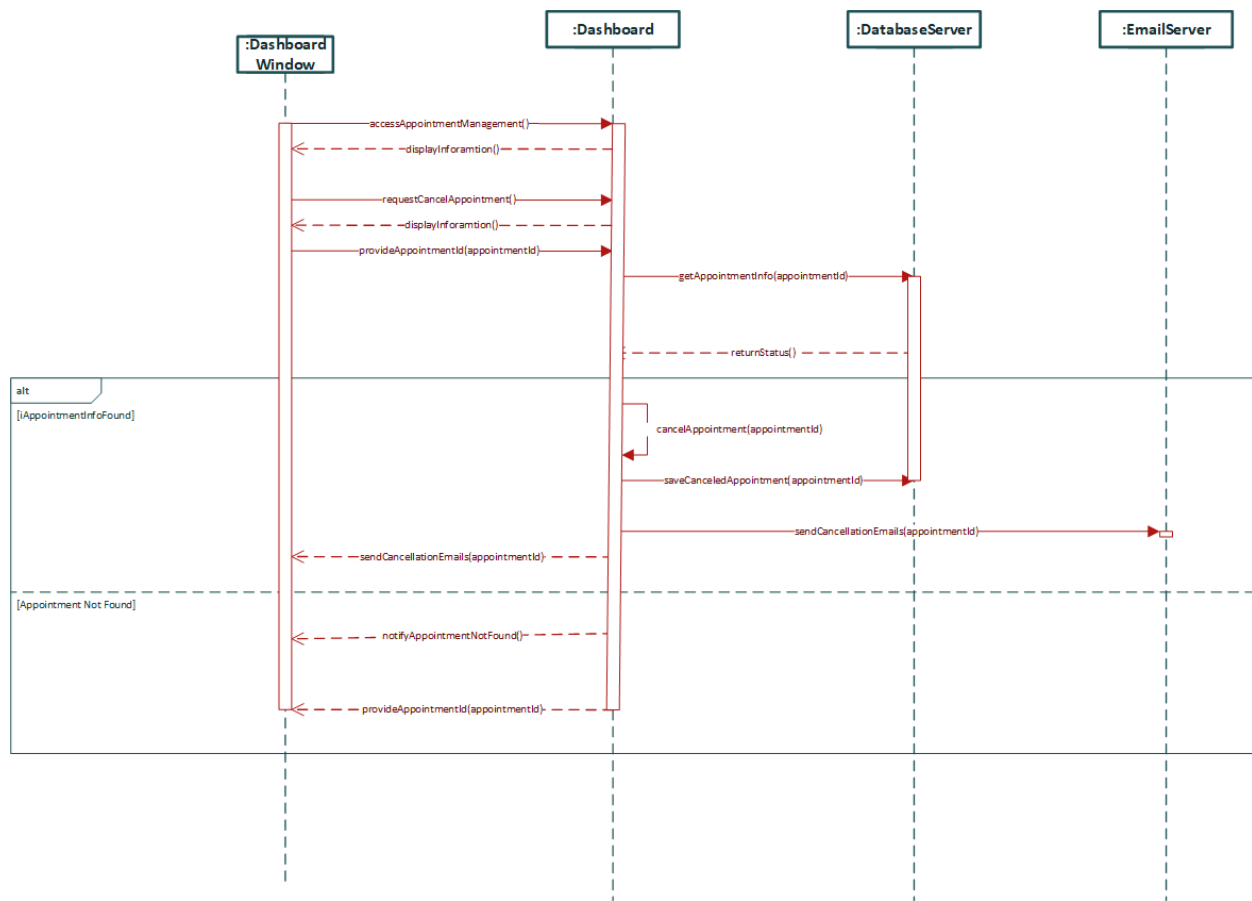 :Dashboard
Window
:Dashboard
:DatabaseServer
:EmailServer
accessAppointmentManagement()
displayInforamtion()
requestCancelAppointment()
displayInforamtion()
provideAppointmentId(appointmentId)
getAppointmentInfo(appointmentId)
returnStatus()
alt
[iAppointmentInfoFound]
cancelAppointment(appointmentId)
saveCanceledAppointment(appointmentId)
sendCancellationEmails(appointmentId)
sendCancellationEmails(appointmentId)
[Appointment Not Found]
notifyAppointmentNotFound()
provideAppointmentId(appointmentId)